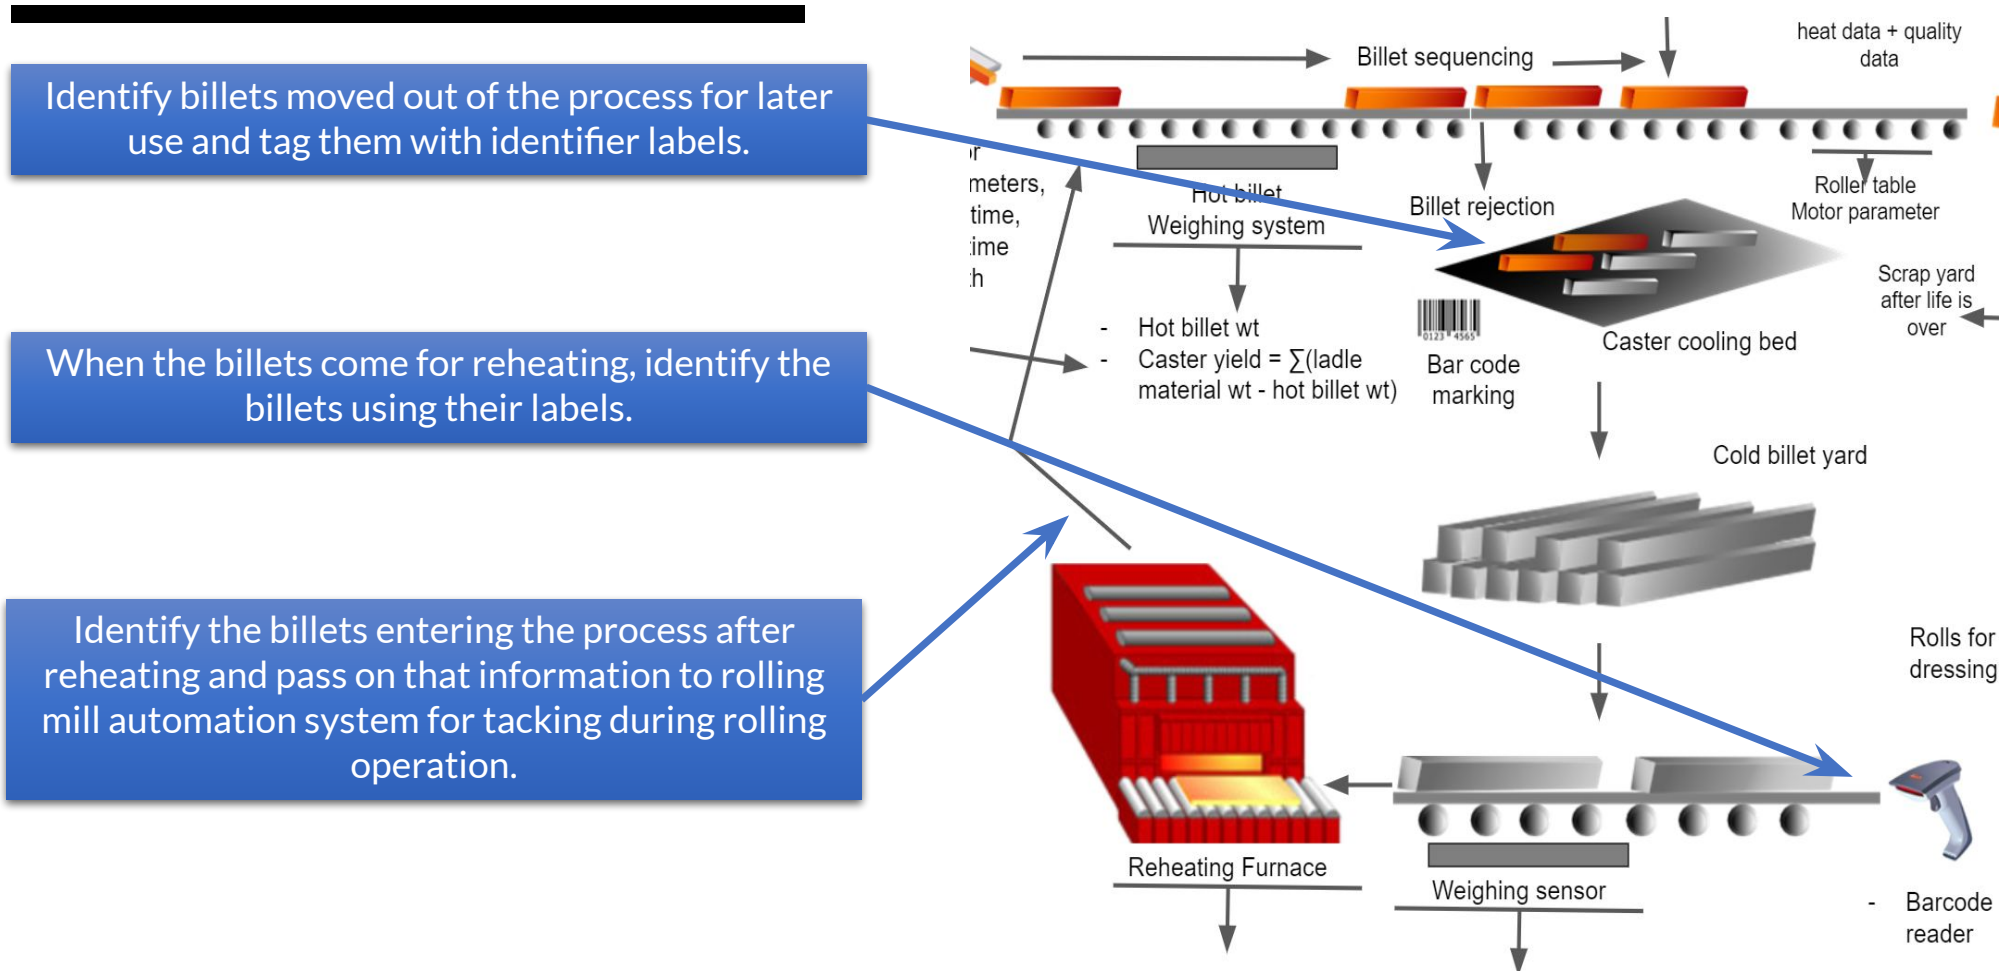 Identify billets moved out of the process for later
use and tag them with identifier labels.
When the billets come for reheating, identify the
billets using their labels.
Identify the billets entering the process after
reheating and pass on that information to rolling
mill automation system for tacking during rolling
operation.
Billet sequencing
heat data + quality
data
meters,
time,
time
Hot billet
Weighing system
Billet rejection
Roller table
Motor parameter
- Hot billet wt
- Caster yield = ∑(ladle
material wt - hot billet wt)
0123 4565
Bar code
marking
Caster cooling bed
Scrap yard
after life is
over
Cold billet yard
Rolls for
dressing
Reheating Furnace
Weighing sensor
- Barcode
reader